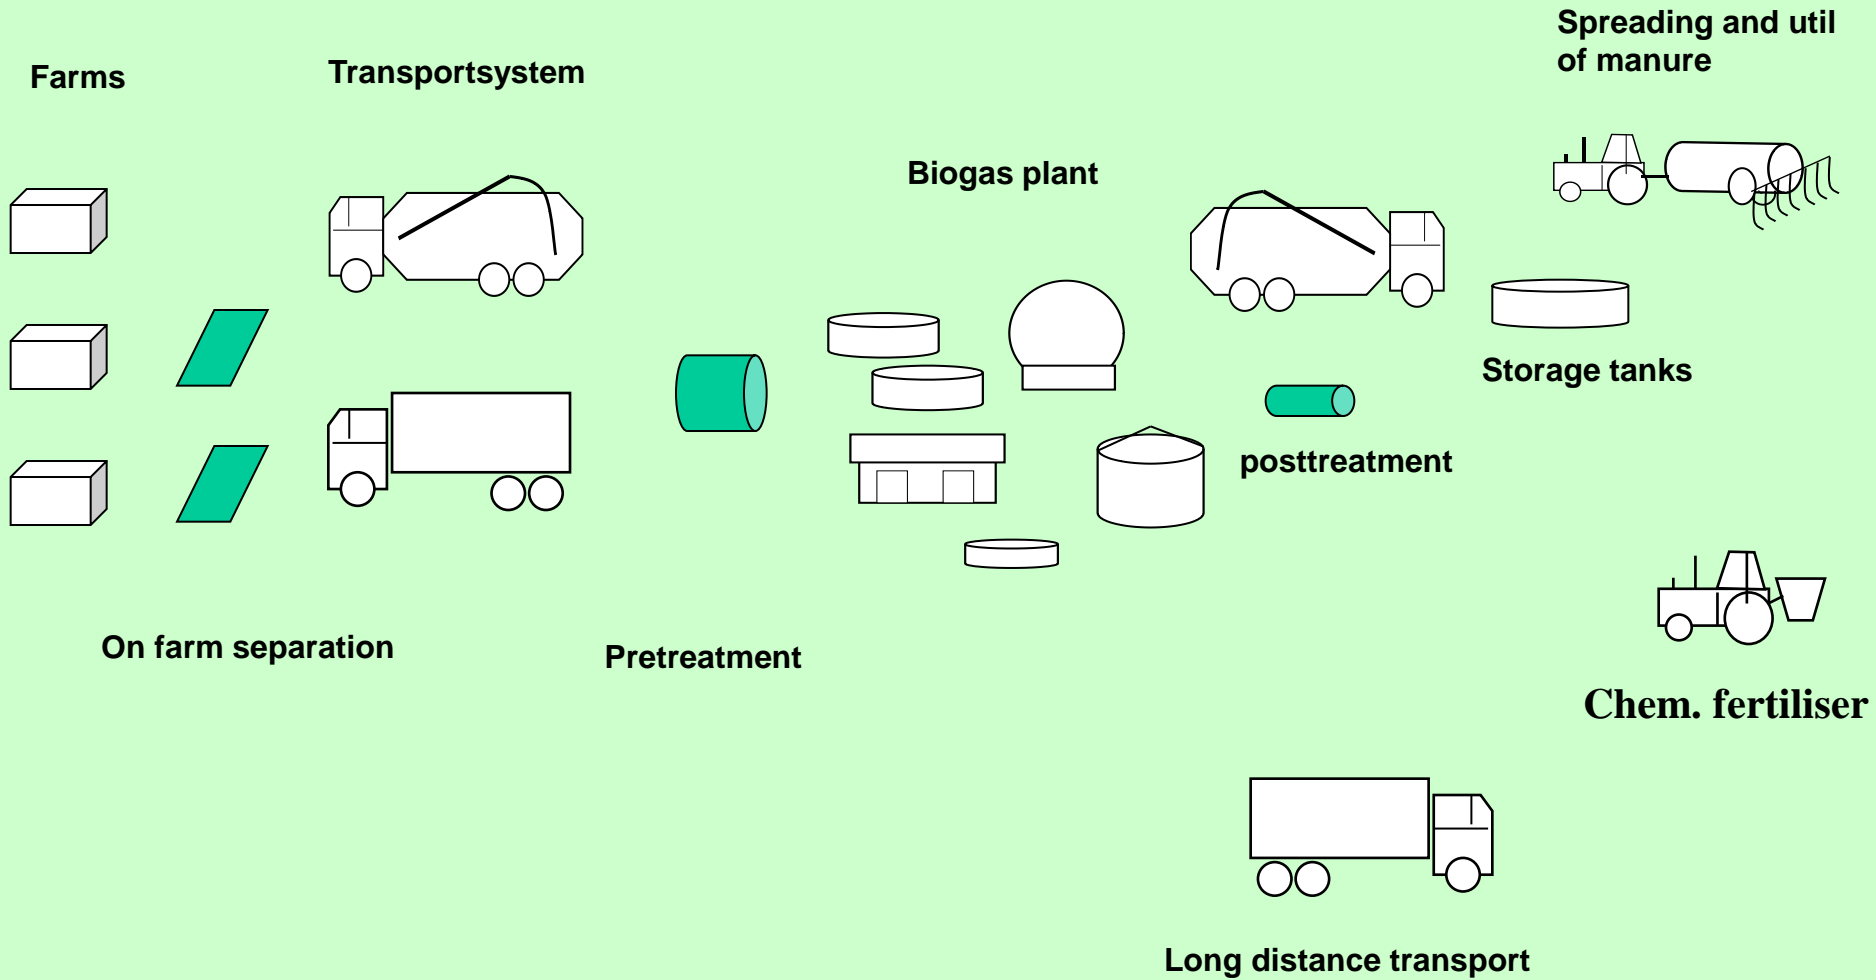 Spreading and util
of manure
Farms
Transportsystem
Biogas plant
Storage tanks
posttreatment
On farm separation
Pretreatment
Chem. fertiliser
Long distance transport